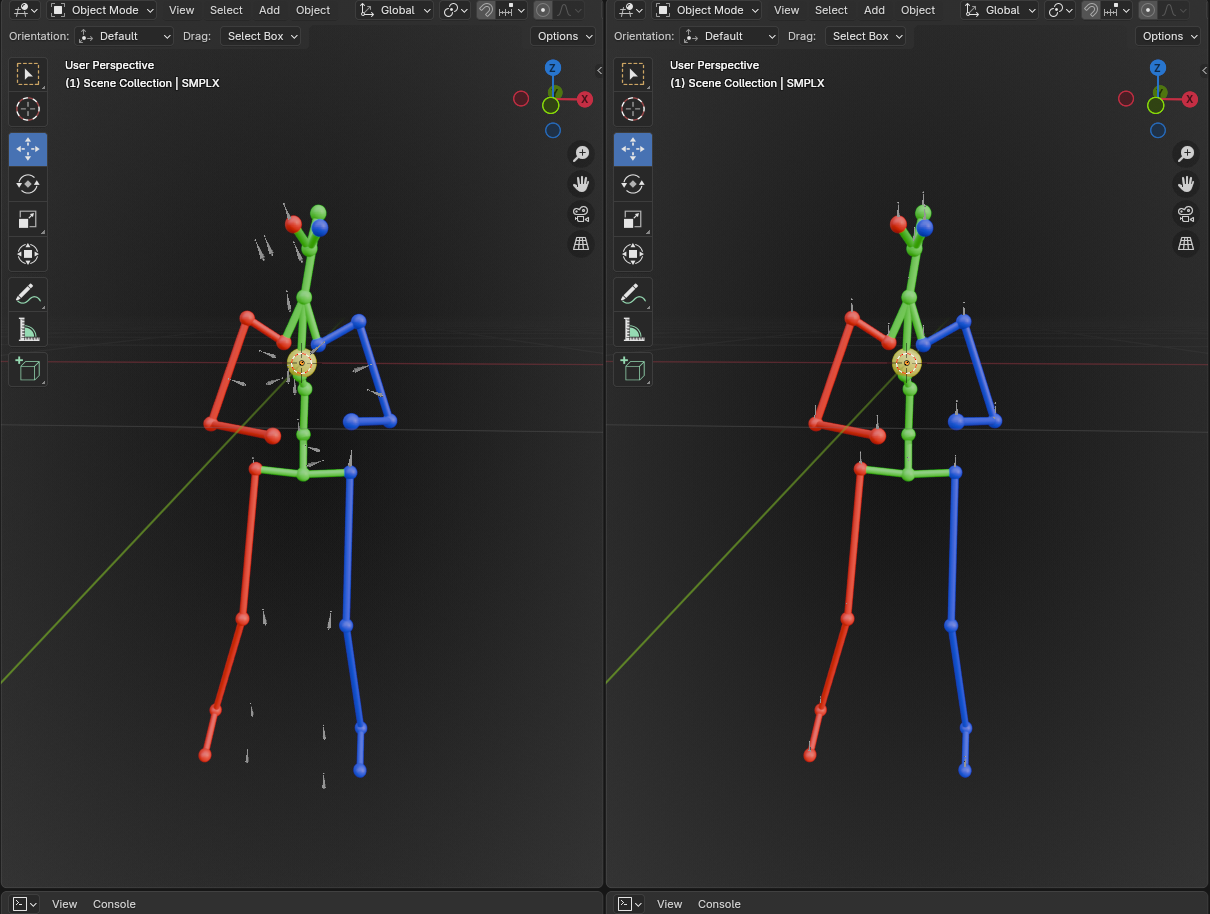 Object Mode View Select Add Object Global
Orientation: Default Drag: Select Box Options
User Perspective
(1) Scene Collection | SMPLX
Z
X
View Console
Object Mode View Select Add Object Global
Orientation: Default Drag: Select Box Options
User Perspective
(1) Scene Collection | SMPLX
Z
X
View Console